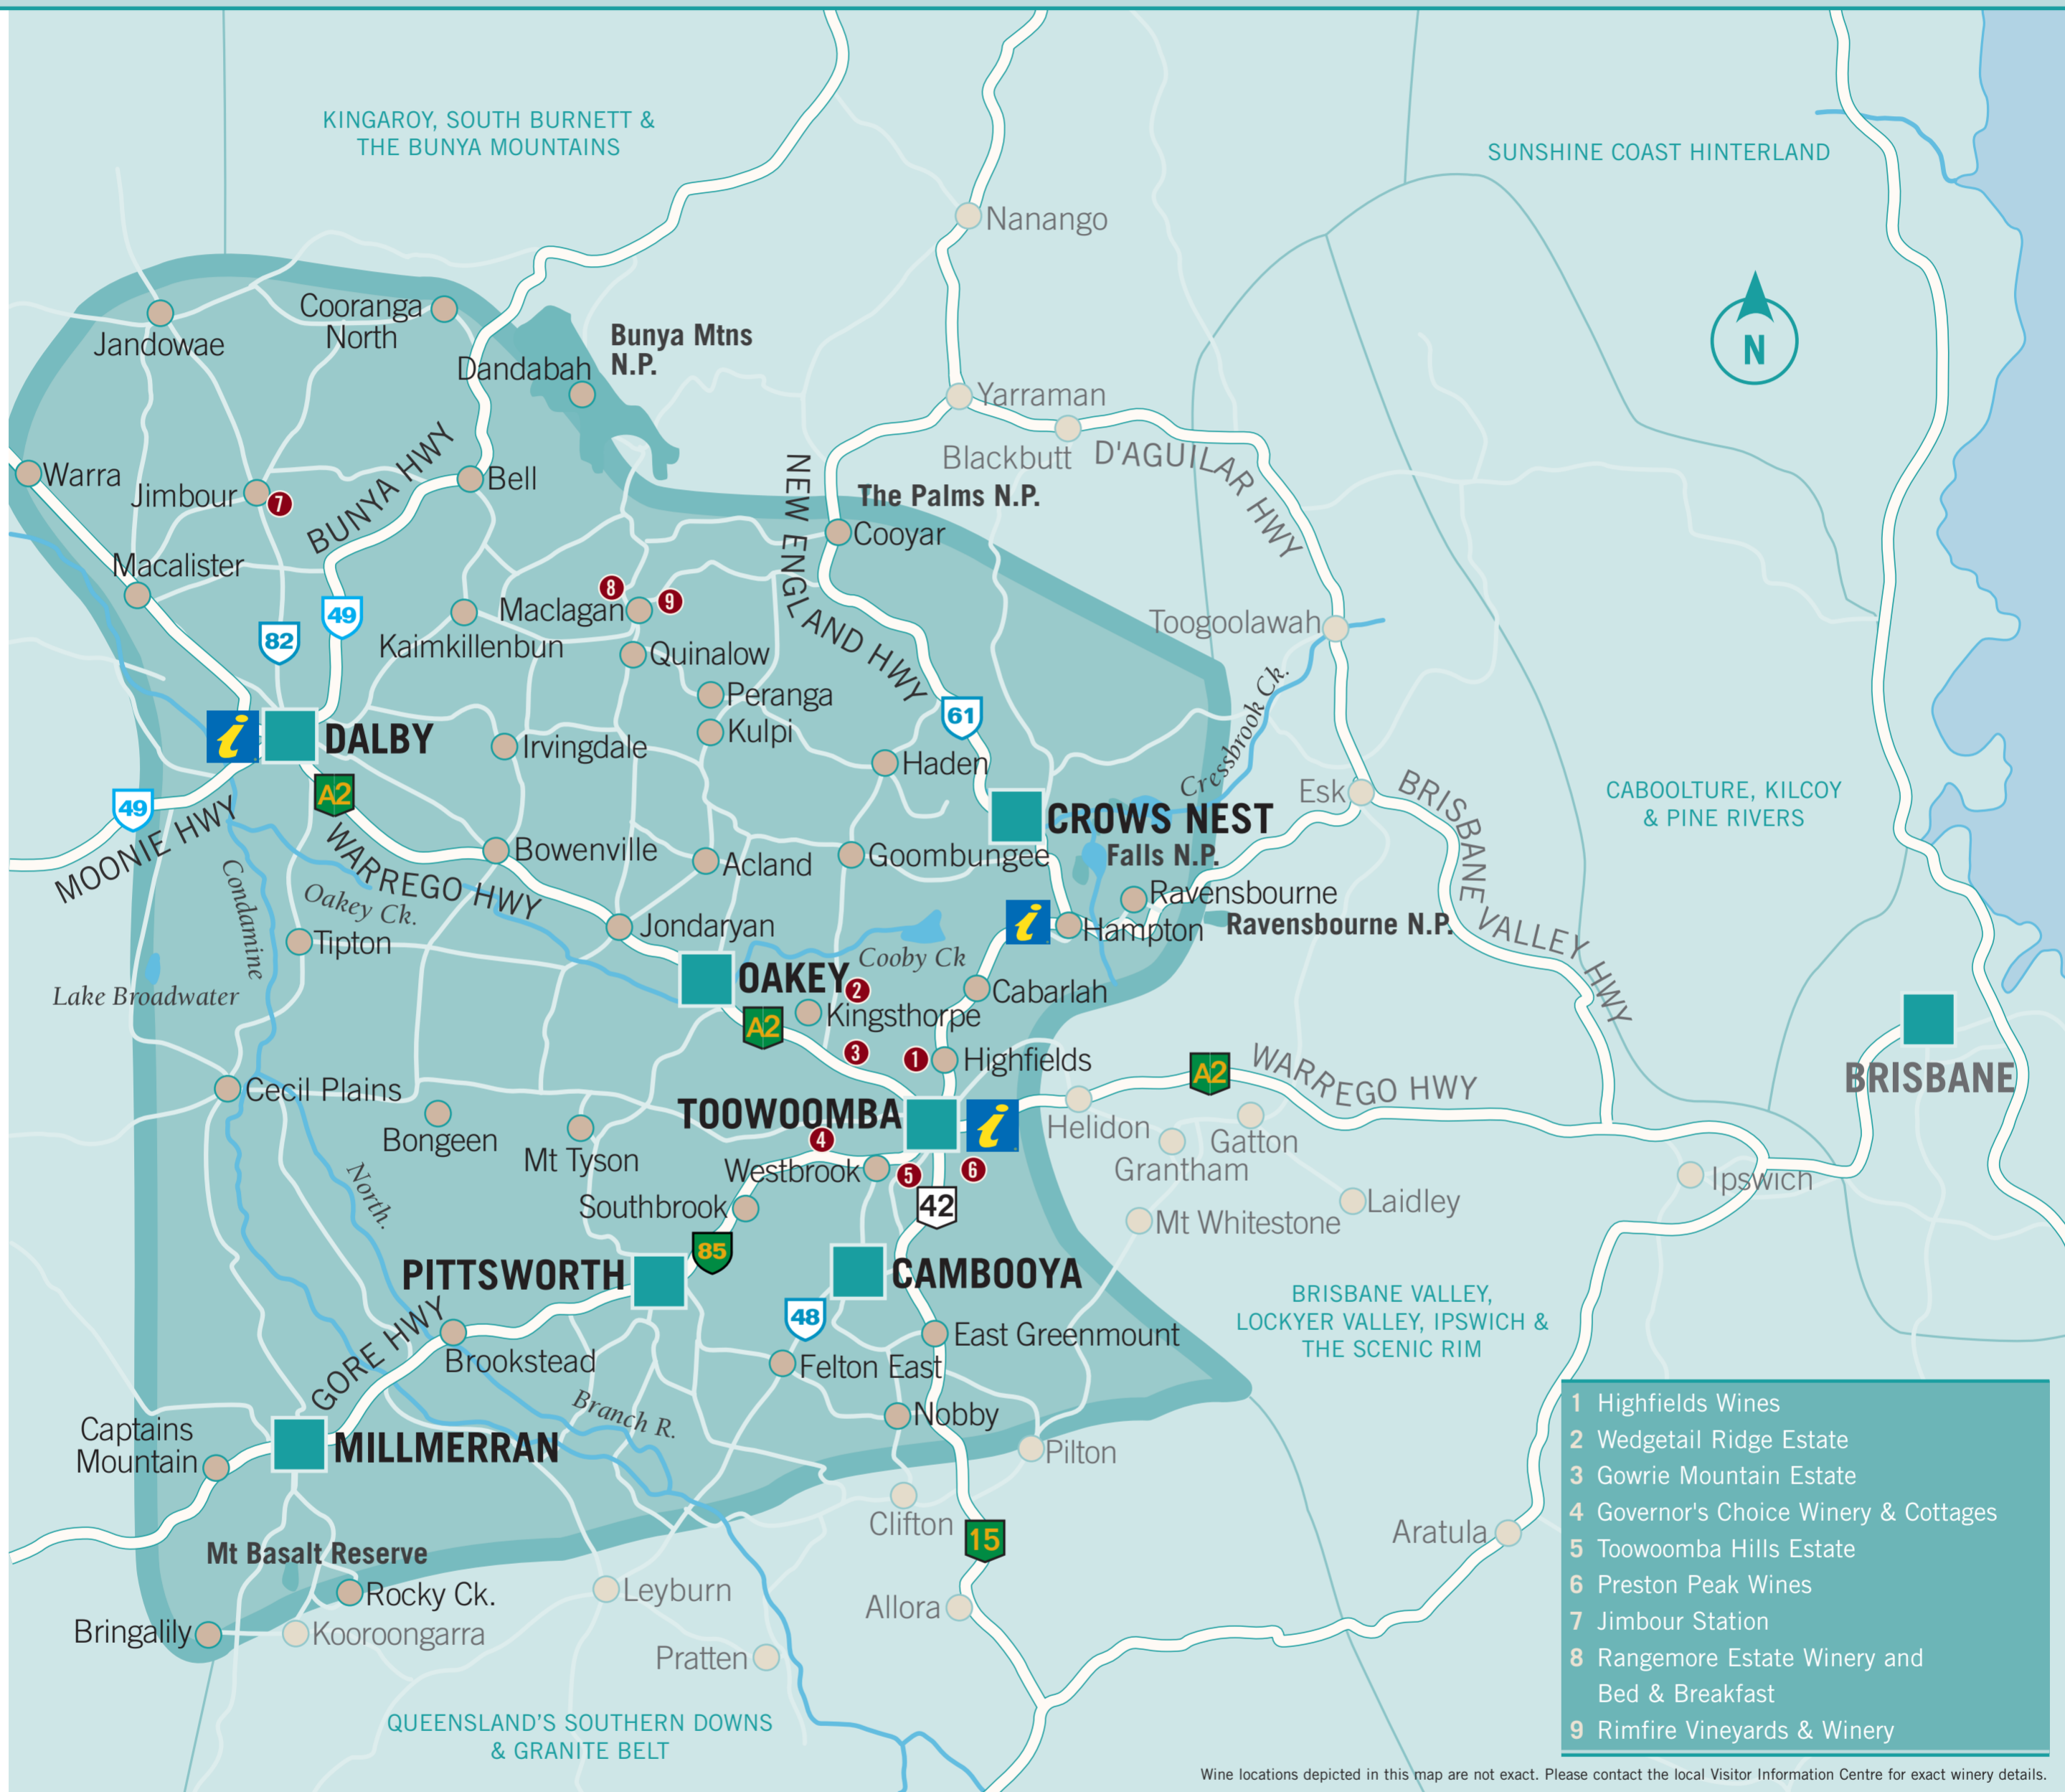 KINGAROY, SOUTH BURNETT &
THE BUNYA MOUNTAINS
SUNSHINE COAST HINTERLAND
Nanango
N
Cooranga
North
Jandowae
Bunya Mtns
N.P.
Dandabah
Yarraman
Blackbutt
D'AGUILAR HWY
Warra
Jimbour
7
BUNYA HWY
Bell
NEW ENGLAND HWY
The Palms N.P.
Cooyar
Macalister
49
82
8
Maclagan
9
Kaimkillenbun
Quinalow
Toogoolawah
Peranga
Kulpi
61
Cressbrook Ck.
i
DALBY
Irvingdale
Haden
A2
49
MOONIE HWY
CROWS NEST
Falls N.P.
Esk
BRISBANE VALLEY HWY
CABOOLTURE, KILCOY
& PINE RIVERS
WARREGO HWY
Bowenville
Acland
Goombungee
Condamine
Oakey Ck.
Ravensbourne
Ravensbourne N.P.
i
Hampton
Tipton
Jondaryan
Lake Broadwater
OAKEY
Cooby Ck
2
Cabarlah
Kingsthorpe
A2
3
1
Highfields
A2
WARREGO HWY
BRISBANE
Cecil Plains
Bongeen
Mt Tyson
TOOWOOMBA
i
Helidon
Gatton
Grantham
4
Westbrook
5
6
Ipswich
North.
Southbrook
42
Laidley
Mt Whitestone
85
PITTSWORTH
CAMBOOYA
48
BRISBANE VALLEY,
LOCKYER VALLEY, IPSWICH &
THE SCENIC RIM
GORE HWY
Brookstead
East Greenmount
Felton East
Branch R.
Nobby
Captains
Mountain
MILLMERRAN
Pilton
Clifton
15
Aratula
Mt Basalt Reserve
Rocky Ck.
Leyburn
Allora
Bringalily
Kooroongarra
Pratten
QUEENSLAND'S SOUTHERN DOWNS
& GRANITE BELT
1 Highfields Wines
2 Wedgetail Ridge Estate
3 Gowrie Mountain Estate
4 Governor's Choice Winery & Cottages
5 Toowoomba Hills Estate
6 Preston Peak Wines
7 Jimbour Station
8 Rangemore Estate Winery and
Bed & Breakfast
9 Rimfire Vineyards & Winery
Wine locations depicted in this map are not exact. Please contact the local Visitor Information Centre for exact winery details.